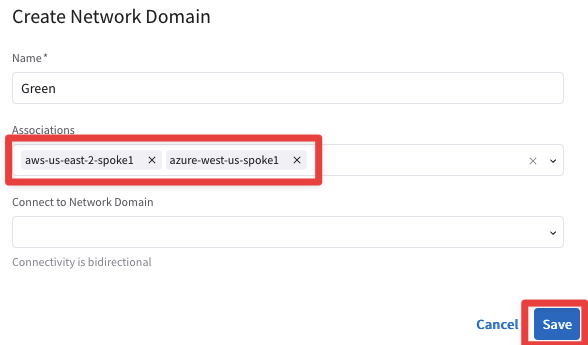 Create Network Domain
Name*
Green
Associations
aws-us-east-2-spoke1 × azure-west-us-spoke1 ×
Connect to Network Domain
Connectivity is bidirectional
Cancel Save